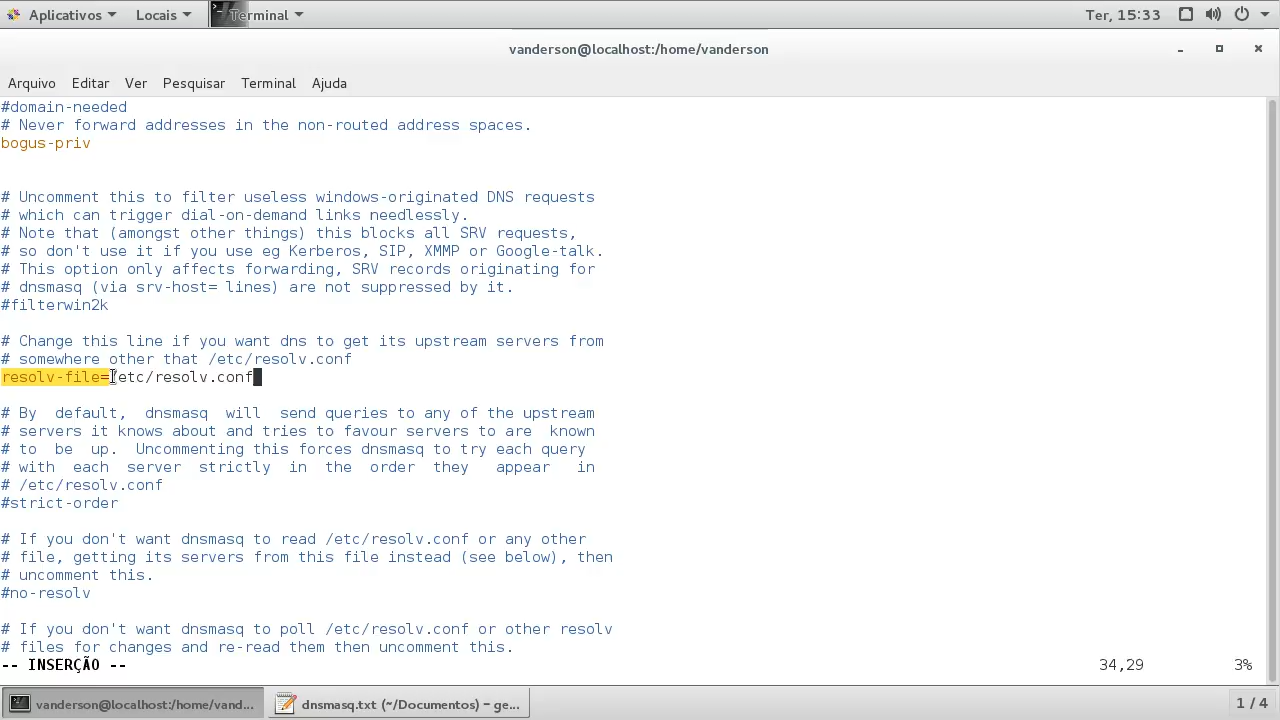 Aplicativos Locais Terminal Ter, 15:33
vanderson@localhost:/home/vanderson
Arquivo Editar Ver Pesquisar Terminal Ajuda
#domain-needed
# Never forward addresses in the non-routed address spaces.
bogus-priv
# Uncomment this to filter useless windows-originated DNS requests
# which can trigger dial-on-demand links needlessly.
# Note that (amongst other things) this blocks all SRV requests,
# so don't use it if you use eg Kerberos, SIP, XMMP or Google-talk.
# This option only affects forwarding, SRV records originating for
# dnsmasq (via srv-host= lines) are not suppressed by it.
#filterwin2k
# Change this line if you want dns to get its upstream servers from
# somewhere other that /etc/resolv.conf
resolv-file=/etc/resolv.conf
# By  default,  dnsmasq  will  send queries to any of the upstream
# servers it knows about and tries to favour servers to are  known
# to  be  up.  Uncommenting this forces dnsmasq to try each query
# with  each  server  strictly  in  the  order  they   appear   in
# /etc/resolv.conf
#strict-order
# If you don't want dnsmasq to read /etc/resolv.conf or any other
# file, getting its servers from this file instead (see below), then
# uncomment this.
#no-resolv
# If you don't want dnsmasq to poll /etc/resolv.conf or other resolv
# files for changes and re-read them then uncomment this.
-- INSERÇÃO -- 34,29 3%
vanderson@localhost:/home/vand... dnsmasq.txt (~/Documentos) – ge... 1 / 4